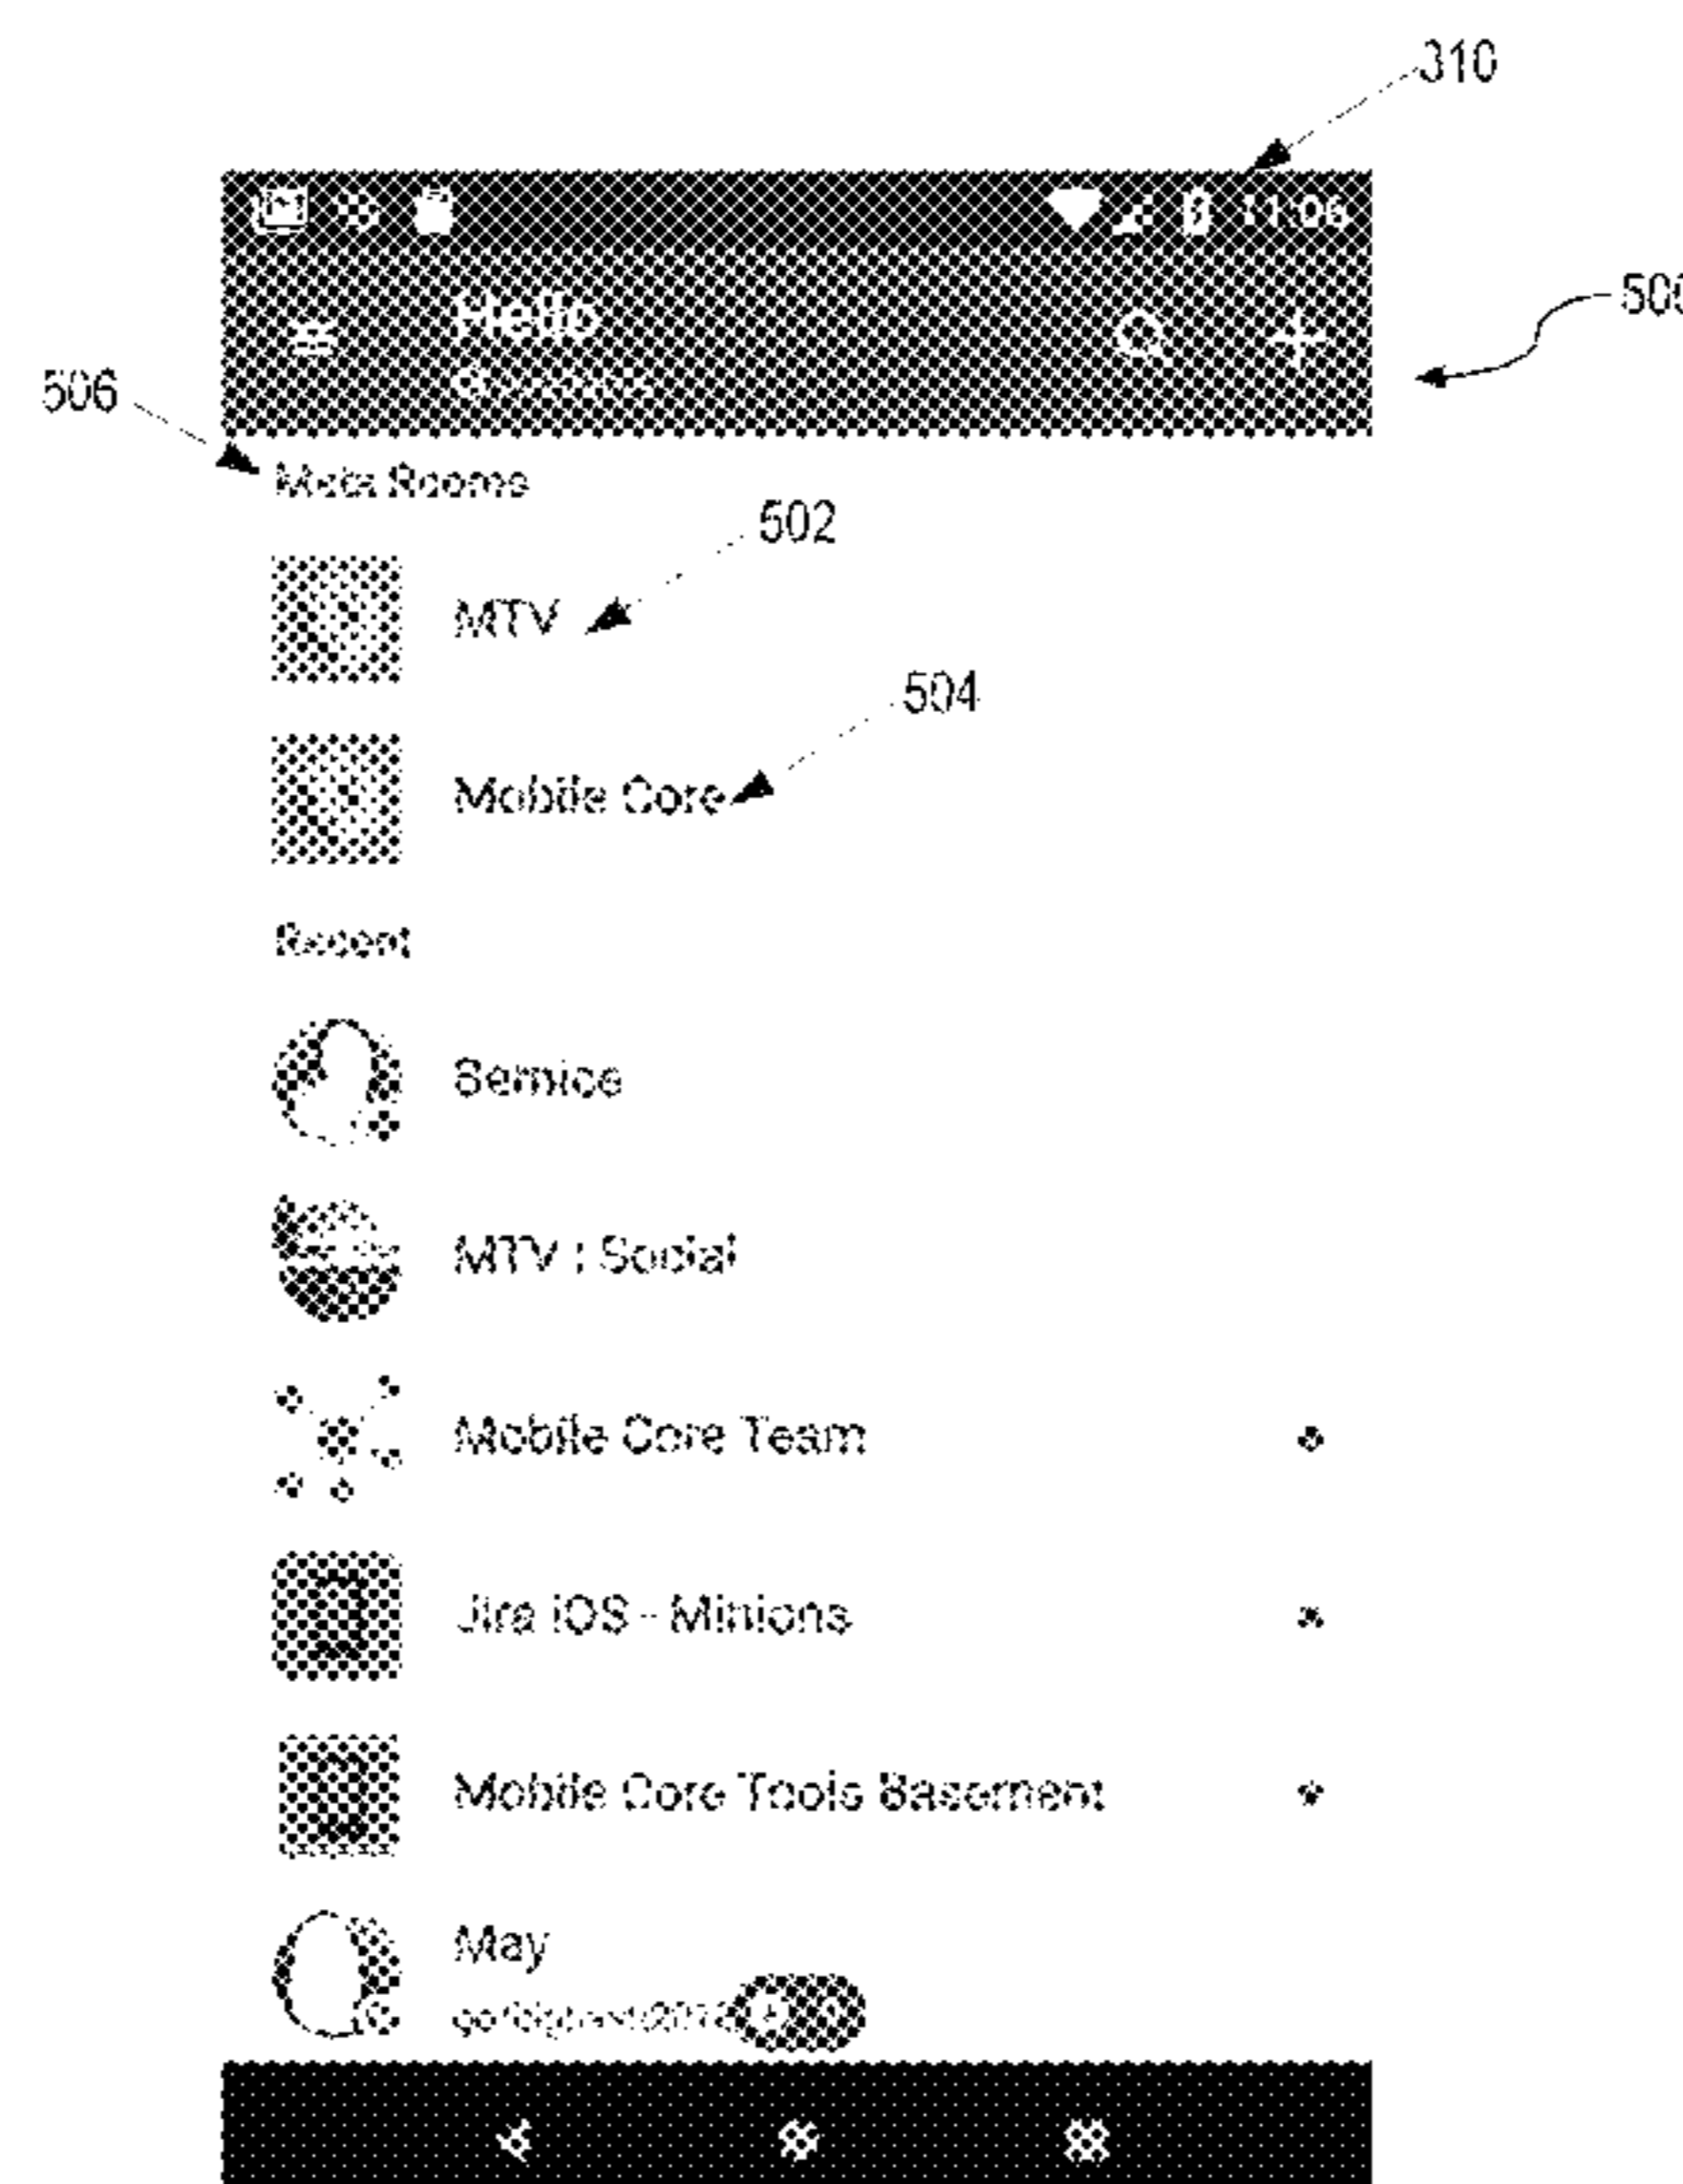 310
11:06
Hello
506
Meta Rooms
502
MTV
504
Mobile Core
Recent
Bernice
MTV : Social
Mobile Core Team
Jira iOS - Minions
Mobile Core Tools Basement
May